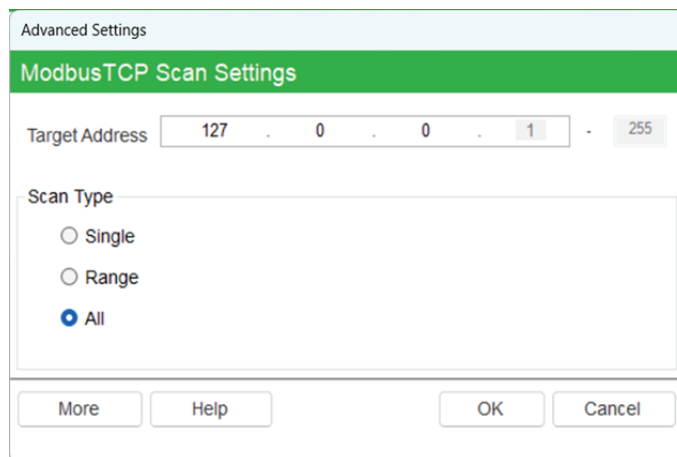 Advanced Settings
ModbusTCP Scan Settings
Target Address 127 . 0 . 0 . 1 - 255
Scan Type
Single
Range
All
More Help OK Cancel